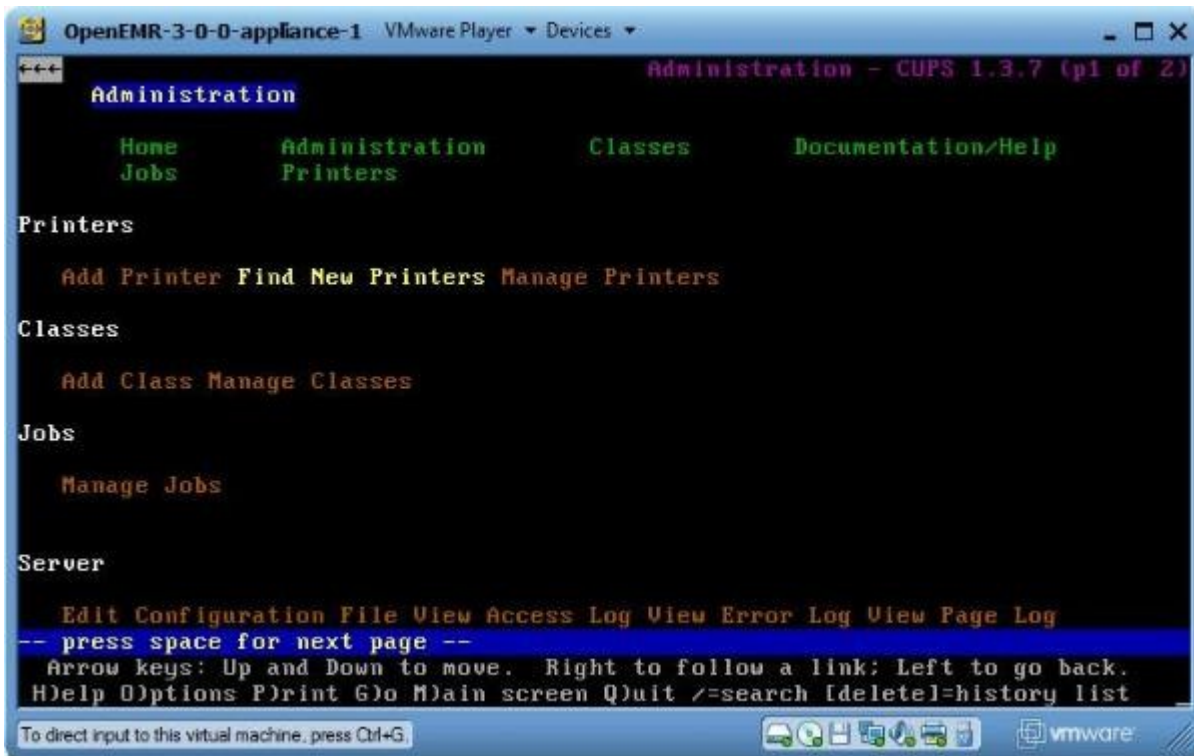 OpenEMR-3-0-0-appliance-1 VMware Player Devices
Administration - CUPS 1.3.7 (p1 of 2)
Administration
Home Administration Classes Documentation/Help
Jobs Printers
Printers
Add Printer Find New Printers Manage Printers
Classes
Add Class Manage Classes
Jobs
Manage Jobs
Server
Edit Configuration File View Access Log View Error Log View Page Log
-- press space for next page --
Arrow keys: Up and Down to move. Right to follow a link; Left to go back.
H)elp O)ptions P)rint G)o M)ain screen Q)uit /=search [delete]=history list
To direct input to this virtual machine, press Ctrl+G.
vmware